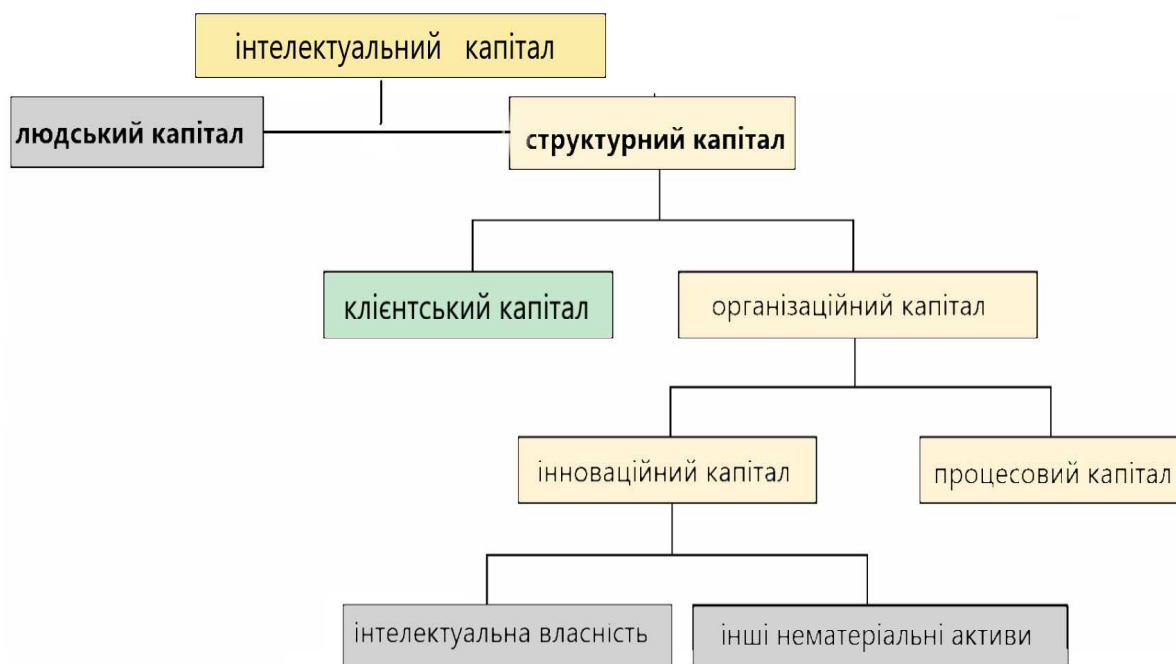 інтелектуальний капітал
людський капітал
структурний капітал
клієнтський капітал
організаційний капітал
інноваційний капітал
процесовий капітал
інтелектуальна власність
інші нематеріальні активи